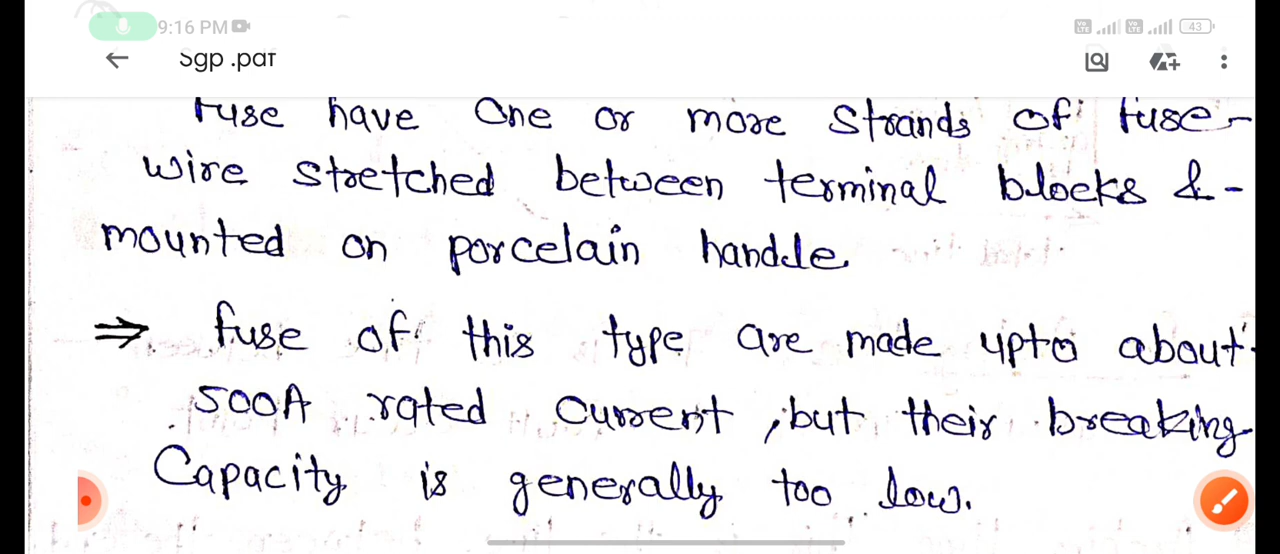 9:16 PM
43
Sgp .par
fuse have One or more Strands of fuse-
wire stretched between terminal blocks & -
mounted on porcelain handle
⇒ fuse of this type are made upto about
500A rated current, but their breaking
Capacity is generally too low.